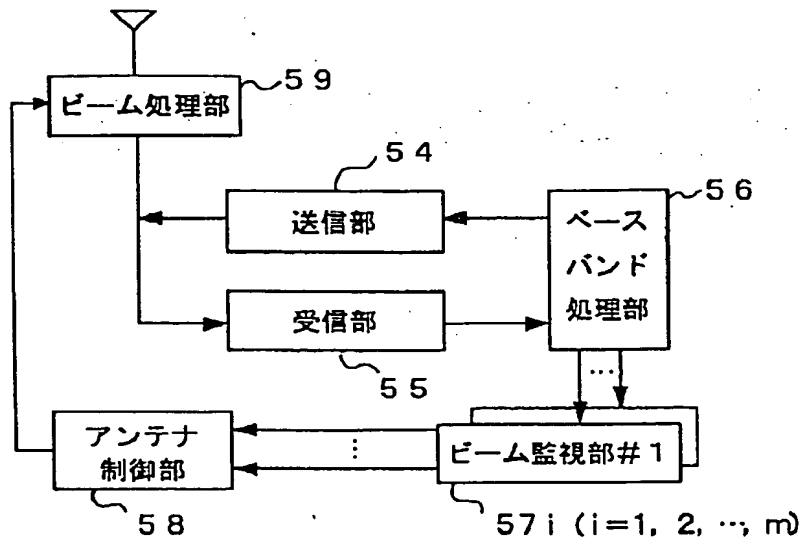 59
ビーム処理部
54
送信部
56
ベース
バンド
処理部
受信部
55
…
アンテナ
制御部
⋮
ビーム監視部#1
58
57i (i=1, 2, …, m)